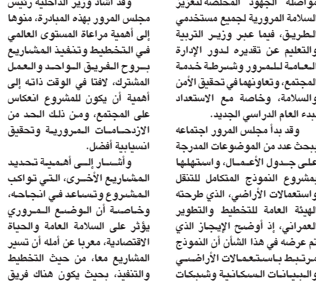 مواصلة الجهود المخلصة لتعزيز
السلامة المرورية لجميع مستخدمي
الطريق، فيما عبر وزير التربية
والتعليم عن تقديره لدور الإدارة
العامة للمرور وشرطة خدمة
المجتمع، وتعاونهما في تحقيق الأمن
والسلامة، وخاصة مع الاستعداد
لبدء العام الدراسي الجديد.
وقد بدأ مجلس المرور اجتماعه
ببحث عدد من الموضوعات المدرجة
على جدول الأعمال، واستهلها
بمشروع النموذج المتكامل للتنقل
واستعمالات الأراضي، الذي طرحته
الهيئة العامة للتخطيط والتطوير
العمراني، إذ أوضح الإيجاز الذي
تم عرضه في هذا الشأن أن النموذج
مرتبط باستعمالات الأراضي
والبيانات السكانية وشبكات
وقد أشاد وزير الداخلية رئيس
مجلس المرور بهذه المبادرة، منوها
إلى أهمية مراعاة المستوى العالمي
في التخطيط وتنفيذ المشاريع
بروح الفريق الواحد والعمل
المشترك، لافتا في الوقت ذاته إلى
أهمية أن يكون للمشروع انعكاس
على المجتمع، ومن ذلك الحد من
الازدحامات المرورية وتحقيق
انسيابية أفضل.
وأشار إلى أهمية تحديد
المشاريع الأخرى، التي تواكب
المشروع وتساعد في انجاحه،
وخاصة أن الوضع المروري
يؤثر على السلامة العامة والحياة
الاقتصادية، معربا عن أمله أن تسير
المشاريع معا، من حيث التخطيط
والتنفيذ، بحيث يكون هناك فريق